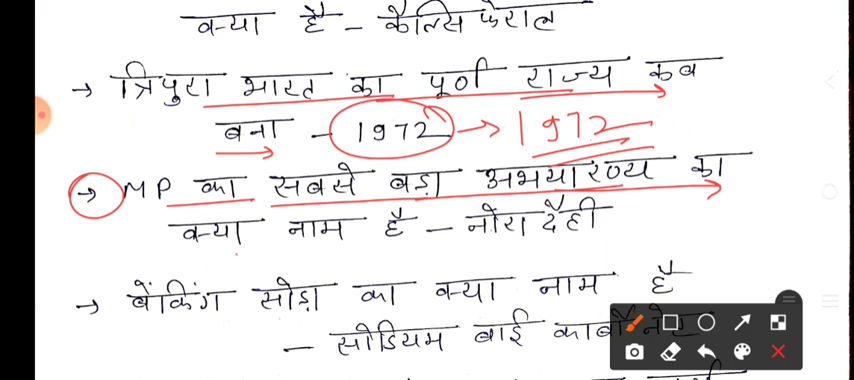 क्या है - कैल्सिफेराल
→ त्रिपुरा भारत का पूर्ण राज्य कब
बना - 1972 → 1972
→ MP का सबसे बड़ा अभयारण्य का
क्या नाम है - नोरादेही
→ बेंकिंग सोड़ा का क्या नाम है
- सोडियम बाई